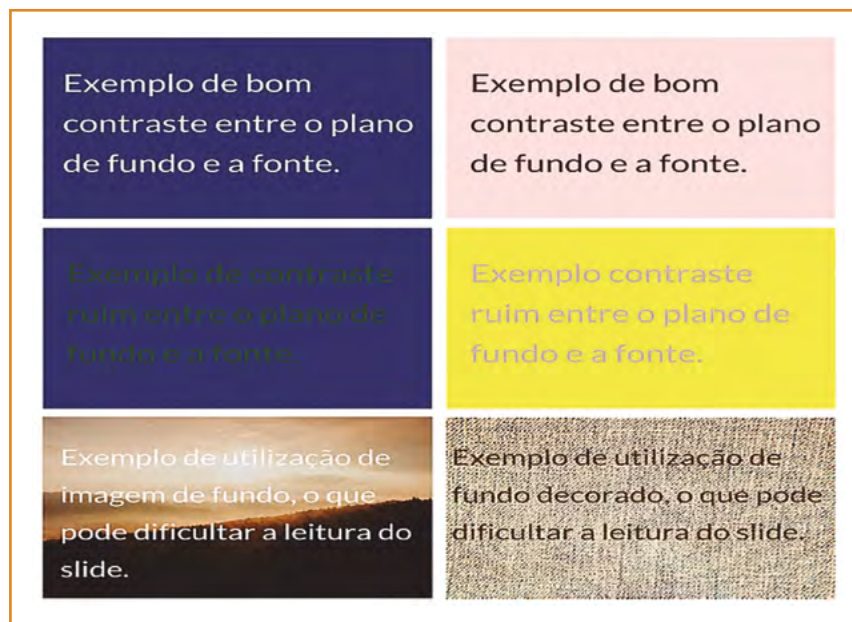 Exemplo de bom
contraste entre o plano
de fundo e a fonte.
Exemplo de bom
contraste entre o plano
de fundo e a fonte.
Exemplo de contraste
ruim entre o plano de
fundo e a fonte.
Exemplo contraste
ruim entre o plano de
fundo e a fonte.
Exemplo de utilização de
imagem de fundo, o que
pode dificultar a leitura do
slide.
Exemplo de utilização de
fundo decorado, o que pode
dificultar a leitura do slide.